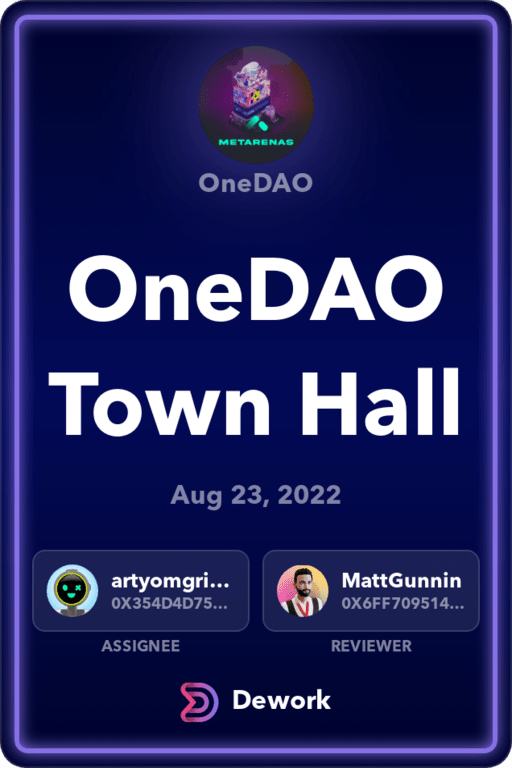 METARENAS
OneDAO
OneDAO
Town Hall
Aug 23, 2022
artyomgri...
0X354D4D75...
ASSIGNEE
MattGunnin
0X6FF709514...
REVIEWER
Dework